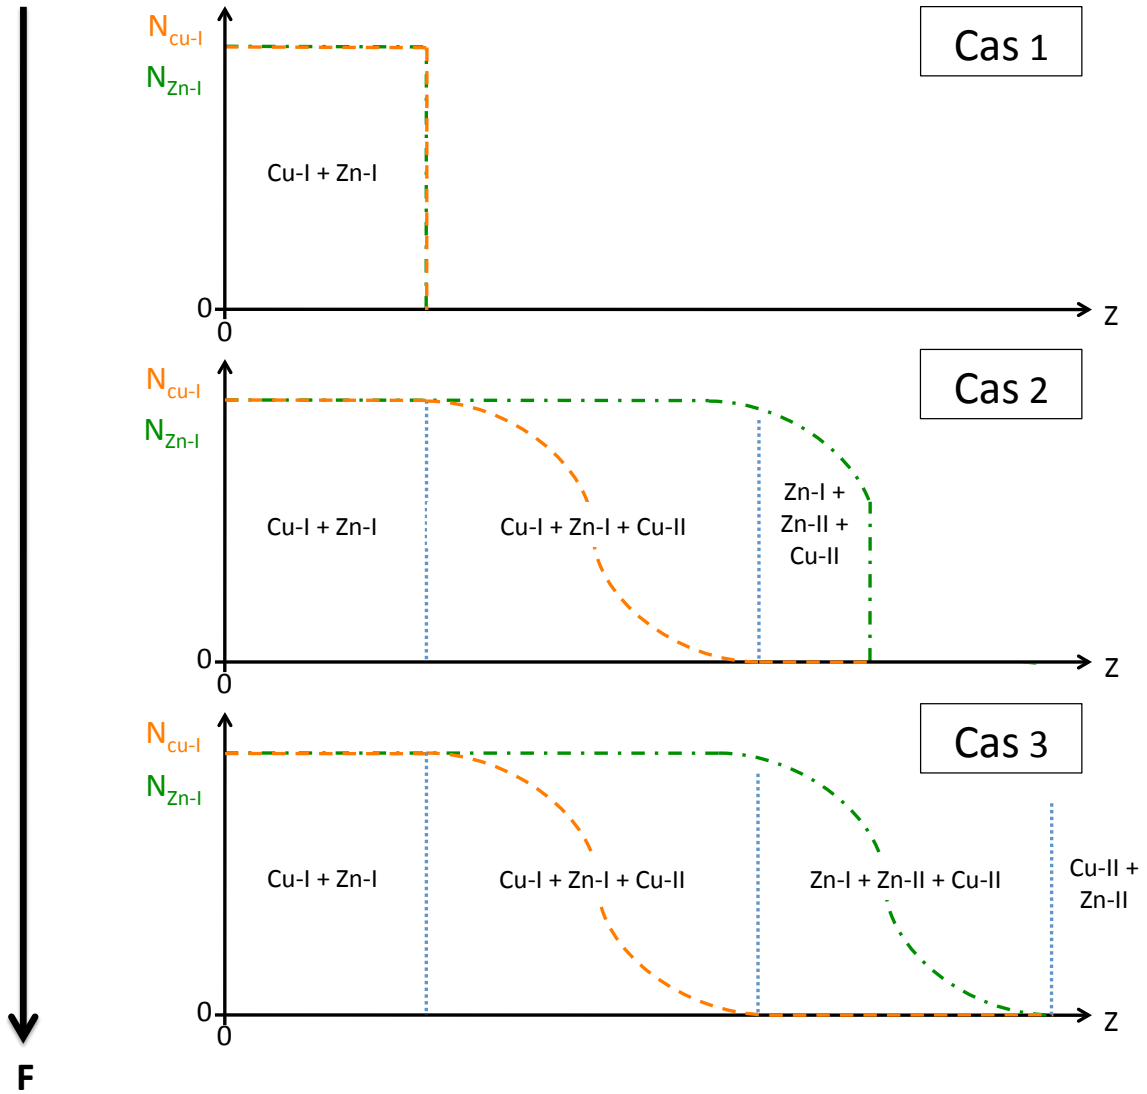 N_cu-I
Cas 1
N_Zn-I
Cu-I + Zn-I
0
0
Z
N_cu-I
Cas 2
N_Zn-I
Zn-I +
Cu-I + Zn-I
Cu-I + Zn-I + Cu-II
Zn-II +
Cu-II
0
0
Z
N_cu-I
Cas 3
N_Zn-I
Cu-I + Zn-I
Cu-I + Zn-I + Cu-II
Zn-I + Zn-II + Cu-II
Cu-II +
Zn-II
0
0
Z
F